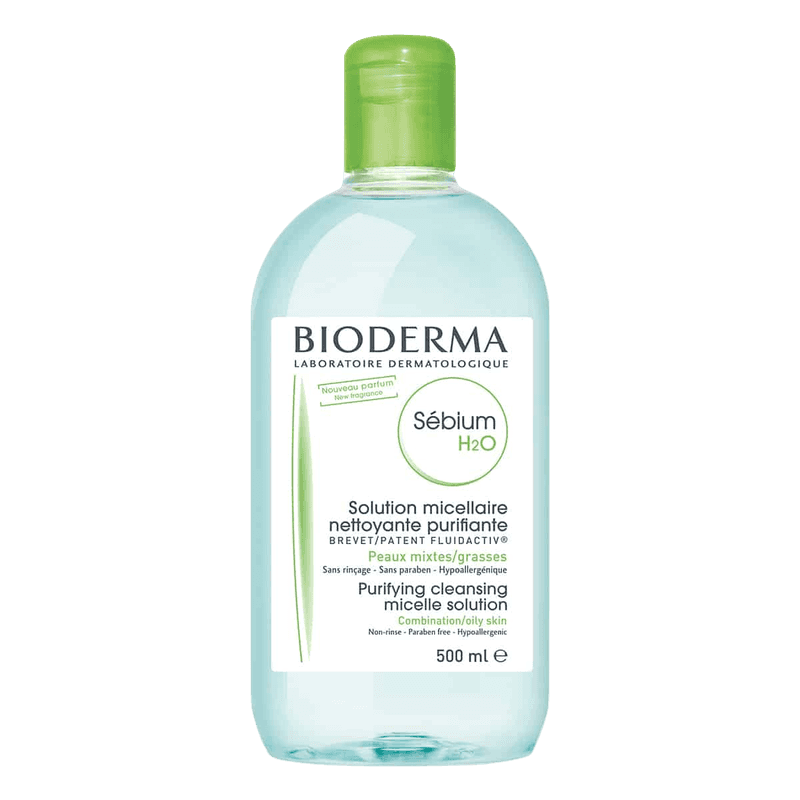 BIODERMA
LABORATOIRE DERMATOLOGIQUE
Nouveau parfum
New fragrance
Sébium
H2O
Solution micellaire
nettoyante purifiante
BREVET/PATENT FLUIDACTIV®
Peaux mixtes/grasses
Sans rinçage - Sans paraben - Hypoallergénique
Purifying cleansing
micelle solution
Combination/oily skin
Non-rinse - Paraben free - Hypoallergenic
500 ml ℮